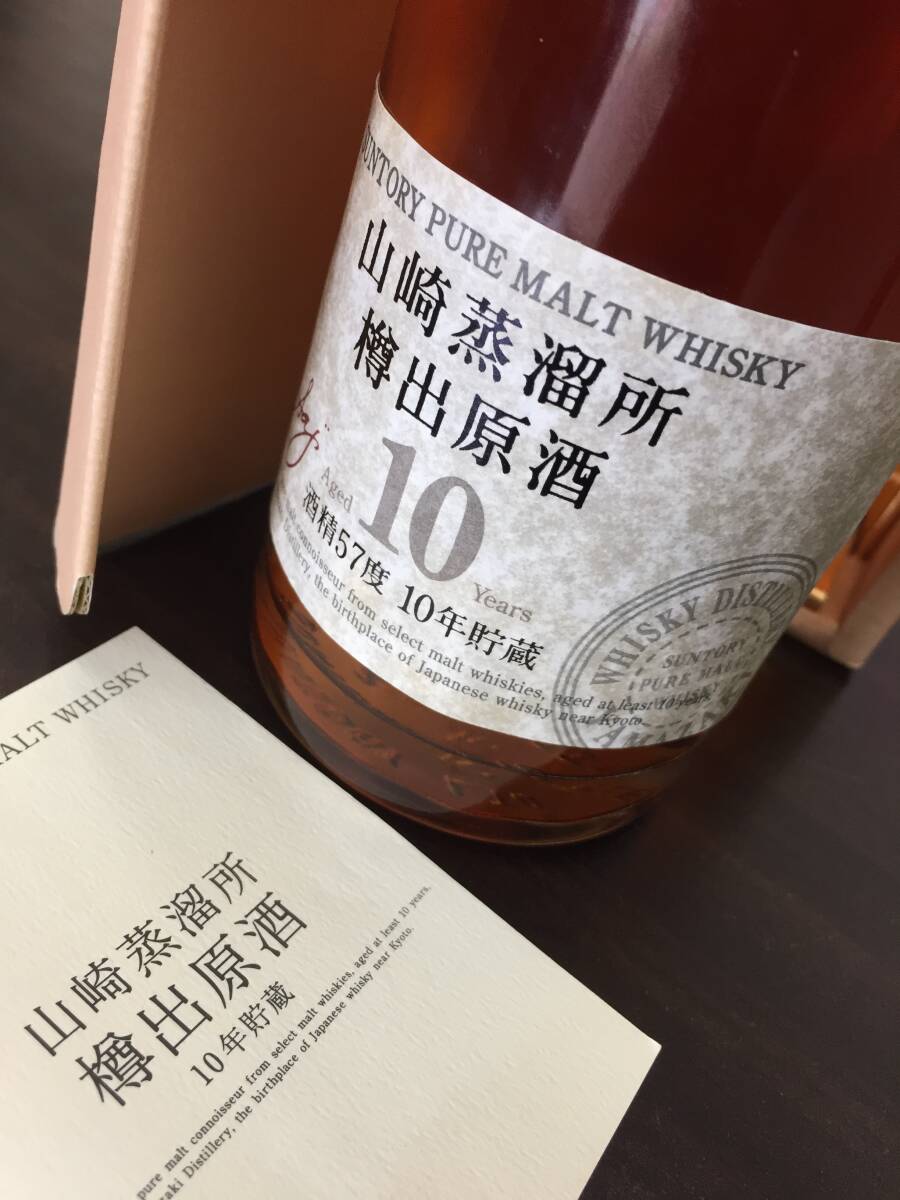 SUNTORY PURE MALT WHISKY
山崎蒸溜所
樽出原酒
Aged 10 Years
酒精57度 10年貯蔵
connoisseur from select malt whiskies, aged at least 10 years,
Distillery, the birthplace of Japanese whisky near Kyoto.
WHISKY
SUNTORY
PURE MALT
MALT WHISKY
山崎蒸溜所
樽出原酒
10年貯蔵
pure malt connoisseur from select malt whiskies, aged at least 10 years,
Distillery, the birthplace of Japanese whisky near Kyoto.